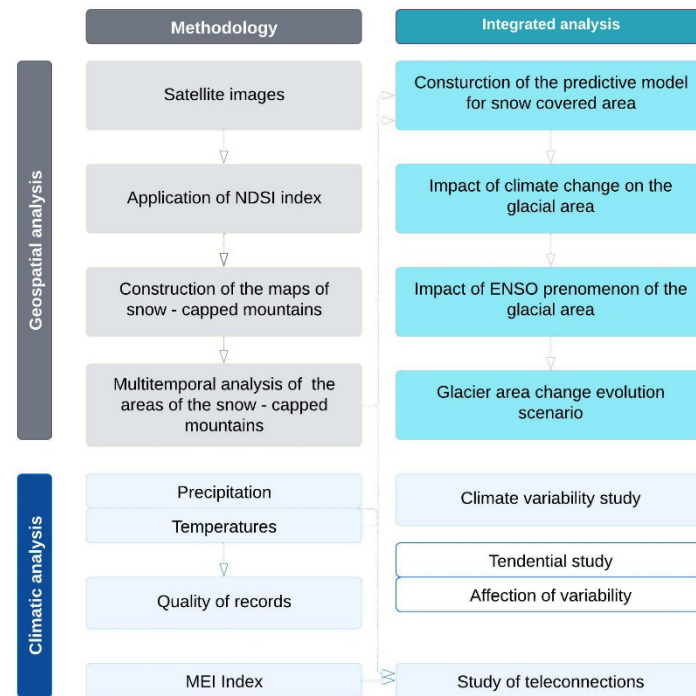 Methodology
Integrated analysis
Geospatial analysis
Satellite images
Application of NDSI index
Construction of the maps of
snow - capped mountains
Multitemporal analysis of the
areas of the snow - capped
mountains
Consturction of the predictive model
for snow covered area
Impact of climate change on the
glacial area
Impact of ENSO prenomenon of the
glacial area
Glacier area change evolution
scenario
Climatic analysis
Precipitation
Temperatures
Quality of records
MEI Index
Climate variability study
Tendential study
Affection of variability
Study of teleconnections